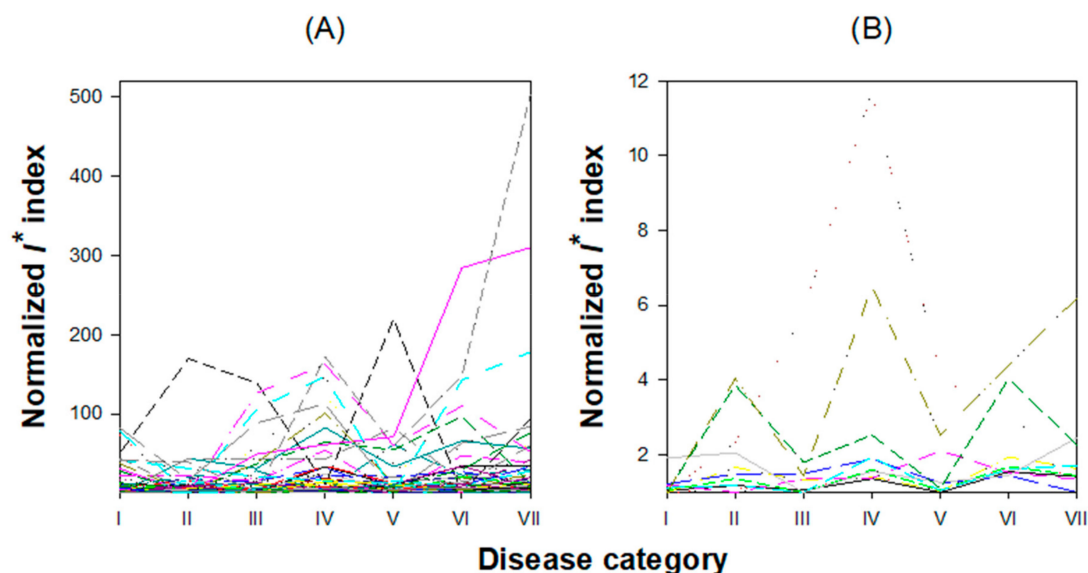 (A)
(B)
Normalized I* index
500
400
300
200
100
I II III IV V VI VII
Normalized I* index
12
10
8
6
4
2
I II III IV V VI VII
Disease category